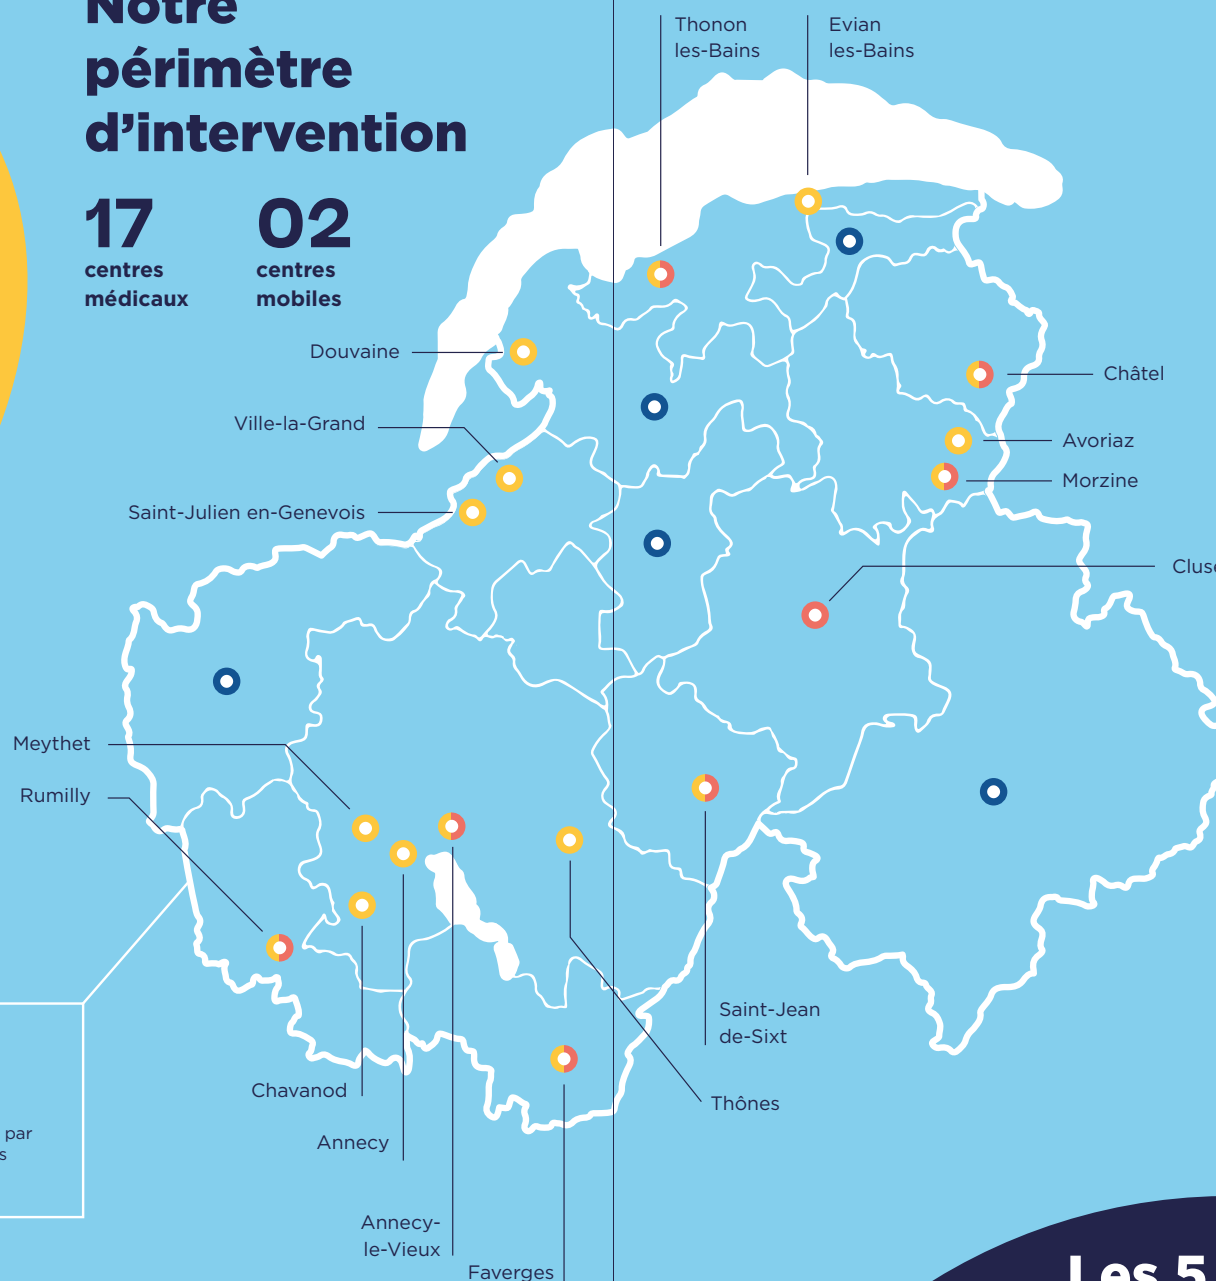 Notre
périmètre
d'intervention
17
centres
médicaux
02
centres
mobiles
Thonon
les-Bains
Evian
les-Bains
Douvaine
Châtel
Ville-la-Grand
Avoriaz
Morzine
Saint-Julien en-Genevois
Meythet
Rumilly
Saint-Jean
de-Sixt
Chavanod
Thônes
par
Annecy
Annecy-
le-Vieux
Faverges
Les 5